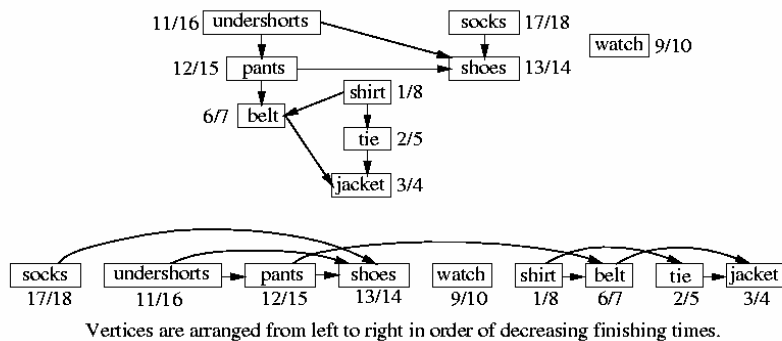 11/16 undershorts socks 17/18
watch 9/10
12/15 pants shoes 13/14
shirt 1/8
6/7 belt
tie 2/5
jacket 3/4
socks undershorts pants shoes watch shirt belt tie jacket
17/18 11/16 12/15 13/14 9/10 1/8 6/7 2/5 3/4
Vertices are arranged from left to right in order of decreasing finishing times.